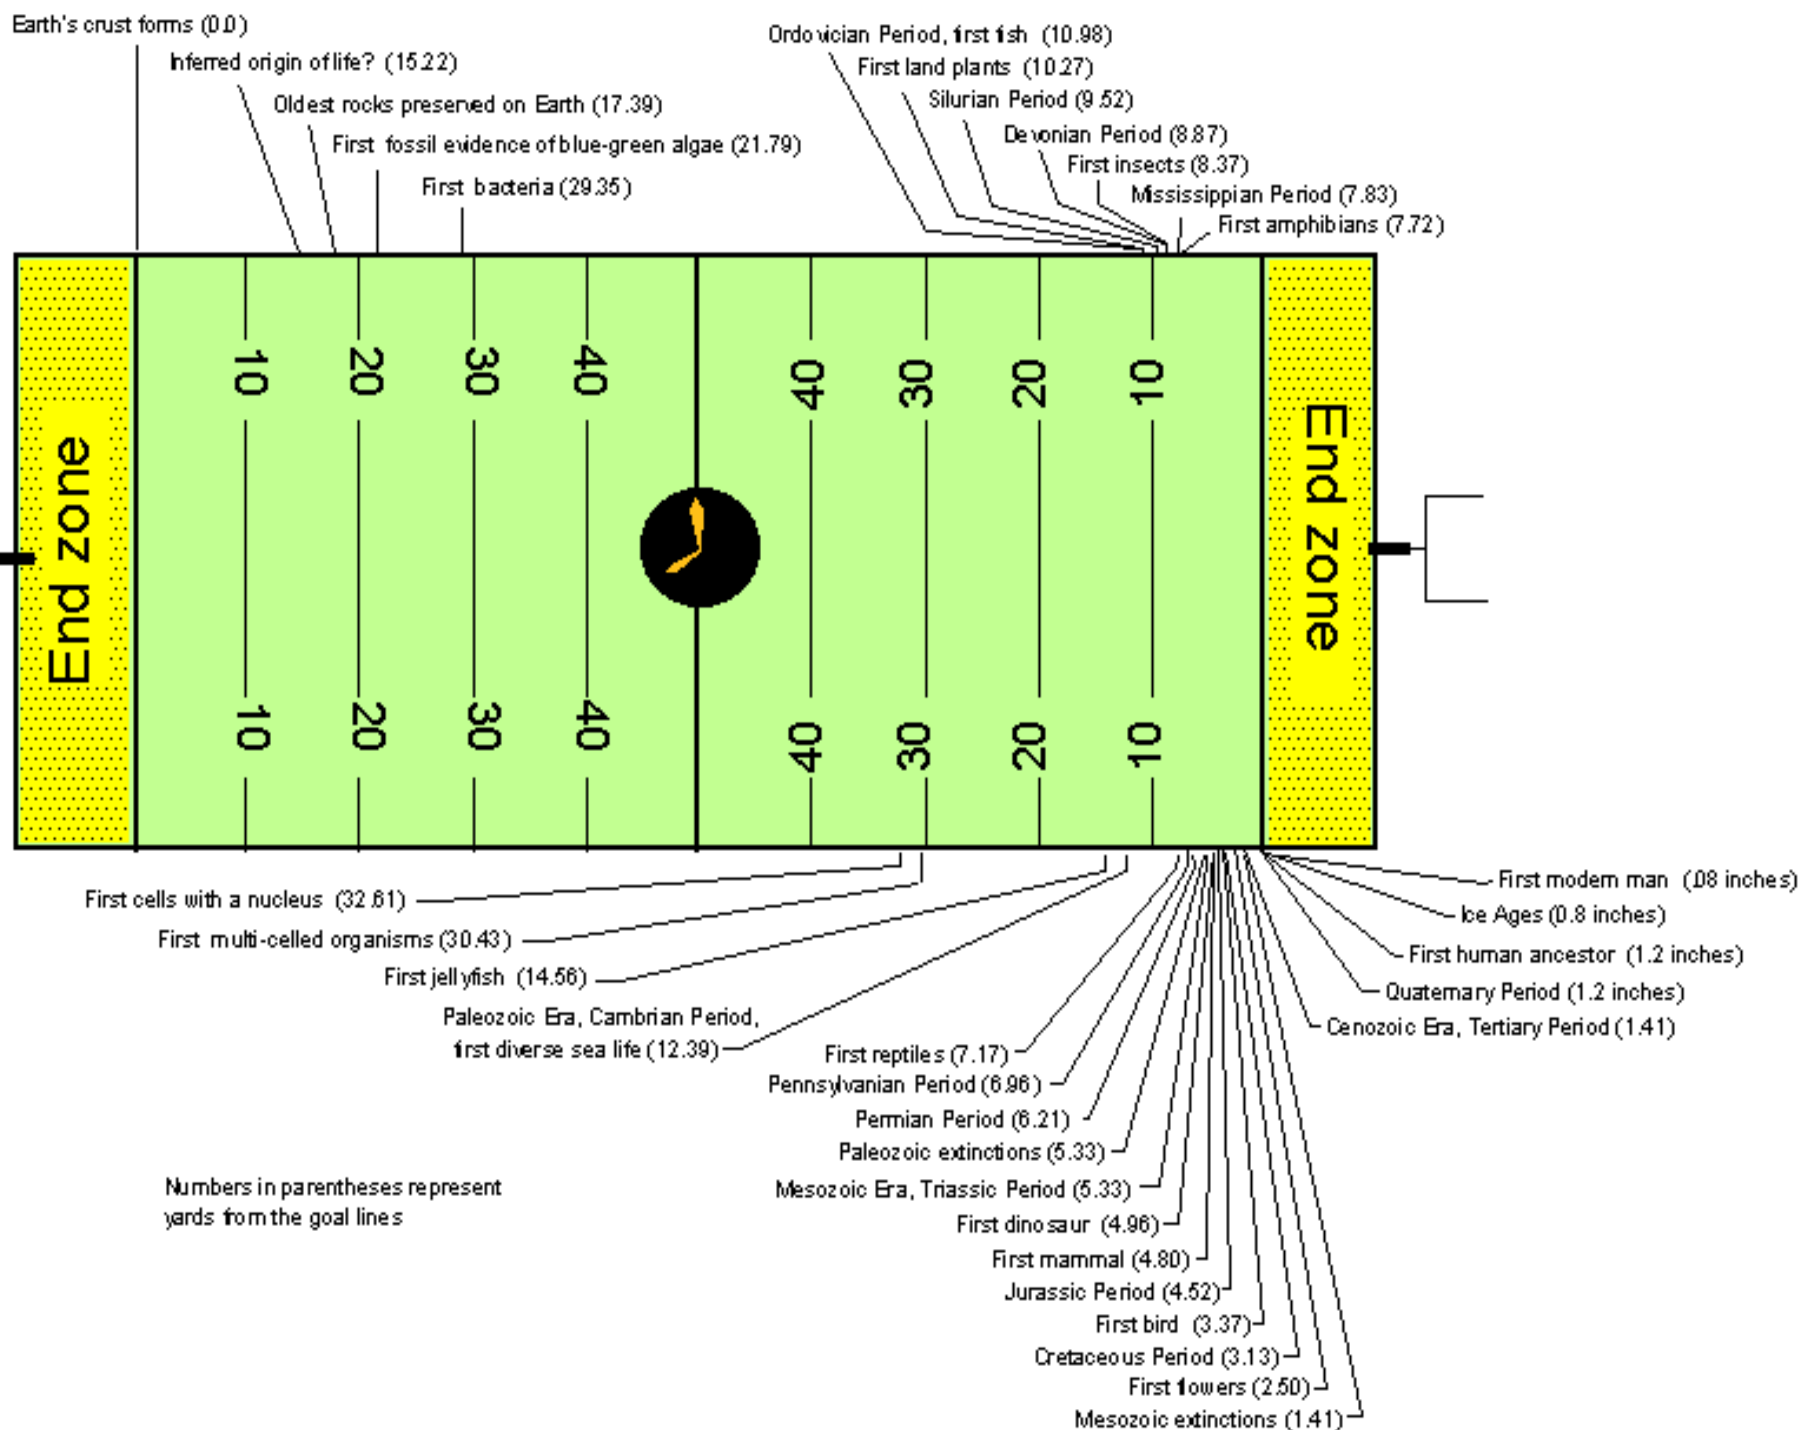 Earth's crust forms (0.0)
Inferred origin of life? (15.22)
Oldest rocks preserved on Earth (17.39)
First fossil evidence of blue-green algae (21.79)
First bacteria (29.35)
Ordovician Period, first fish (10.98)
First land plants (10.27)
Silurian Period (9.52)
Devonian Period (8.87)
First insects (8.37)
Mississippian Period (7.83)
First amphibians (7.72)
End zone
10
20
30
40
40
30
20
10
End zone
10
20
30
40
40
30
20
10
First cells with a nucleus (32.61)
First multi-celled organisms (30.43)
First jellyfish (14.56)
Paleozoic Era, Cambrian Period,
first diverse sea life (12.39)
First reptiles (7.17)
Pennsylvanian Period (6.96)
Permian Period (6.21)
Paleozoic extinctions (5.33)
Mesozoic Era, Triassic Period (5.33)
First dinosaur (4.96)
First mammal (4.80)
Jurassic Period (4.52)
First bird (3.37)
Cretaceous Period (3.13)
First flowers (2.50)
Mesozoic extinctions (1.41)
First modern man (.08 inches)
Ice Ages (0.8 inches)
First human ancestor (1.2 inches)
Quaternary Period (1.2 inches)
Cenozoic Era, Tertiary Period (1.41)
Numbers in parentheses represent
yards from the goal lines